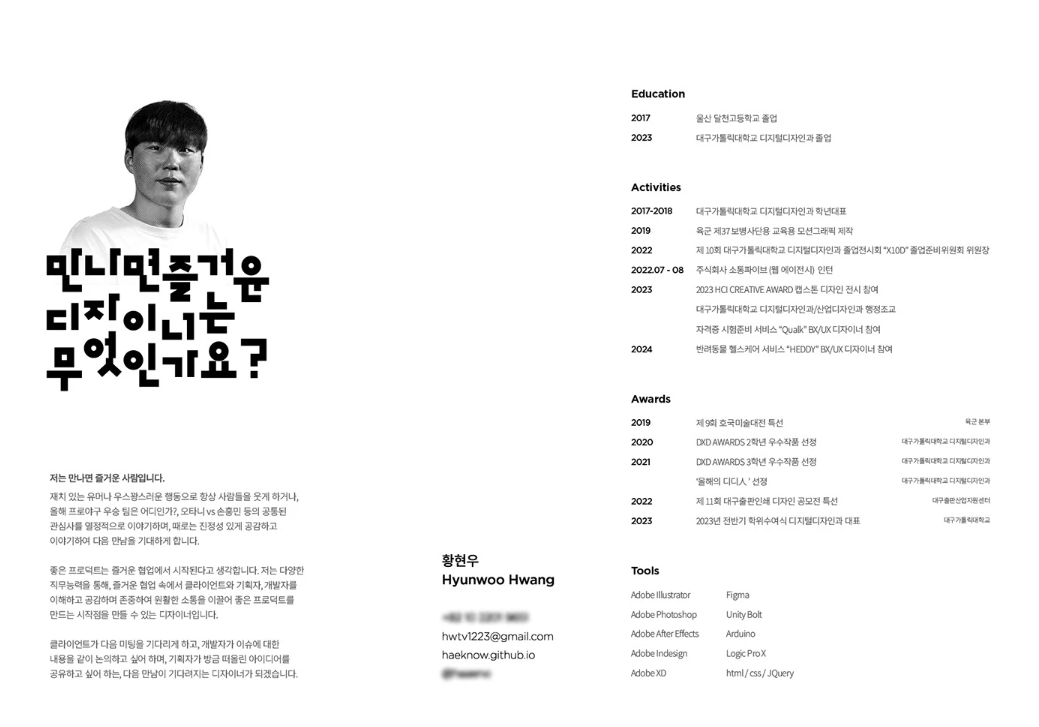 만나면즐거운
디자이너는
무엇인가요?
저는 만나면 즐거운 사람입니다.
재치 있는 유머나 우스꽝스러운 행동으로 항상 사람들을 웃게 하거나,
올해 프로야구 우승 팀은 어디인가?, 오타니 vs 손흥민 등의 공통된
관심사를 열정적으로 이야기하며, 때로는 진정성 있게 공감하고
이야기하여 다음 만남을 기대하게 합니다.
좋은 프로덕트는 즐거운 협업에서 시작된다고 생각합니다. 저는 다양한
직무능력을 통해, 즐거운 협업 속에서 클라이언트와 기획자, 개발자를
이해하고 공감하며 존중하여 원활한 소통을 이끌어 좋은 프로덕트를
만드는 시작점을 만들 수 있는 디자이너입니다.
클라이언트가 다음 미팅을 기다리게 하고, 개발자가 이슈에 대한
내용을 같이 논의하고 싶어 하며, 기획자가 방금 떠올린 아이디어를
공유하고 싶어 하는, 다음 만남이 기다려지는 디자이너가 되겠습니다.
황현우
Hyunwoo Hwang
hwtv1223@gmail.com
haeknow.github.io
Education
2017 울산 달천고등학교 졸업
2023 대구가톨릭대학교 디지털디자인과 졸업
Activities
2017-2018 대구가톨릭대학교 디지털디자인과 학년대표
2019 육군 제37 보병사단용 교육용 모션그래픽 제작
2022 제 10회 대구가톨릭대학교 디지털디자인과 졸업전시회 “X10D” 졸업준비위원회 위원장
2022.07 - 08 주식회사 소통파이브 (웹 에이전시) 인턴
2023 2023 HCI CREATIVE AWARD 캡스톤 디자인 전시 참여
대구가톨릭대학교 디지털디자인과/산업디자인과 행정조교
자격증 시험준비 서비스 “Qualk” BX/UX 디자이너 참여
2024 반려동물 헬스케어 서비스 “HEDDY” BX/UX 디자이너 참여
Awards
2019 제 9회 호국미술대전 특선 육군 본부
2020 DXD AWARDS 2학년 우수작품 선정 대구가톨릭대학교 디지털디자인과
2021 DXD AWARDS 3학년 우수작품 선정 대구가톨릭대학교 디지털디자인과
‘올해의 디디人 ’ 선정 대구가톨릭대학교 디지털디자인과
2022 제 11회 대구출판인쇄 디자인 공모전 특선 대구출판산업지원센터
2023 2023년 전반기 학위수여식 디지털디자인과 대표 대구가톨릭대학교
Tools
Adobe Illustrator Figma
Adobe Photoshop Unity Bolt
Adobe After Effects Arduino
Adobe Indesign Logic Pro X
Adobe XD html / css / JQuery